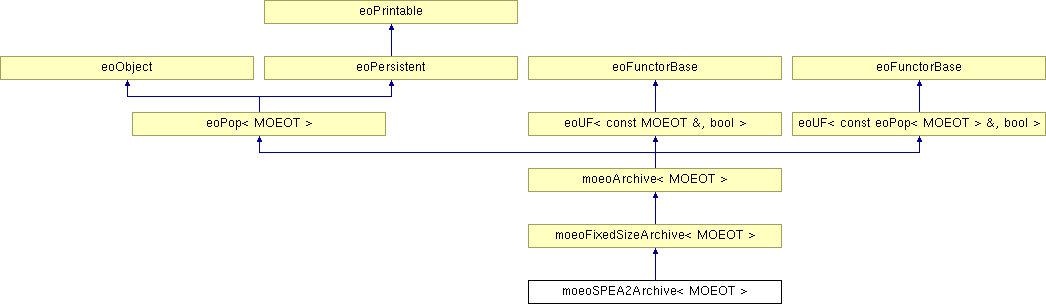 eoPrintable
eoObject
eoPersistent
eoFunctorBase
eoFunctorBase
eoPop< MOEOT >
eoUF< const MOEOT &, bool >
eoUF< const eoPop< MOEOT > &, bool >
moeoArchive< MOEOT >
moeoFixedSizeArchive< MOEOT >
moeoSPEA2Archive< MOEOT >